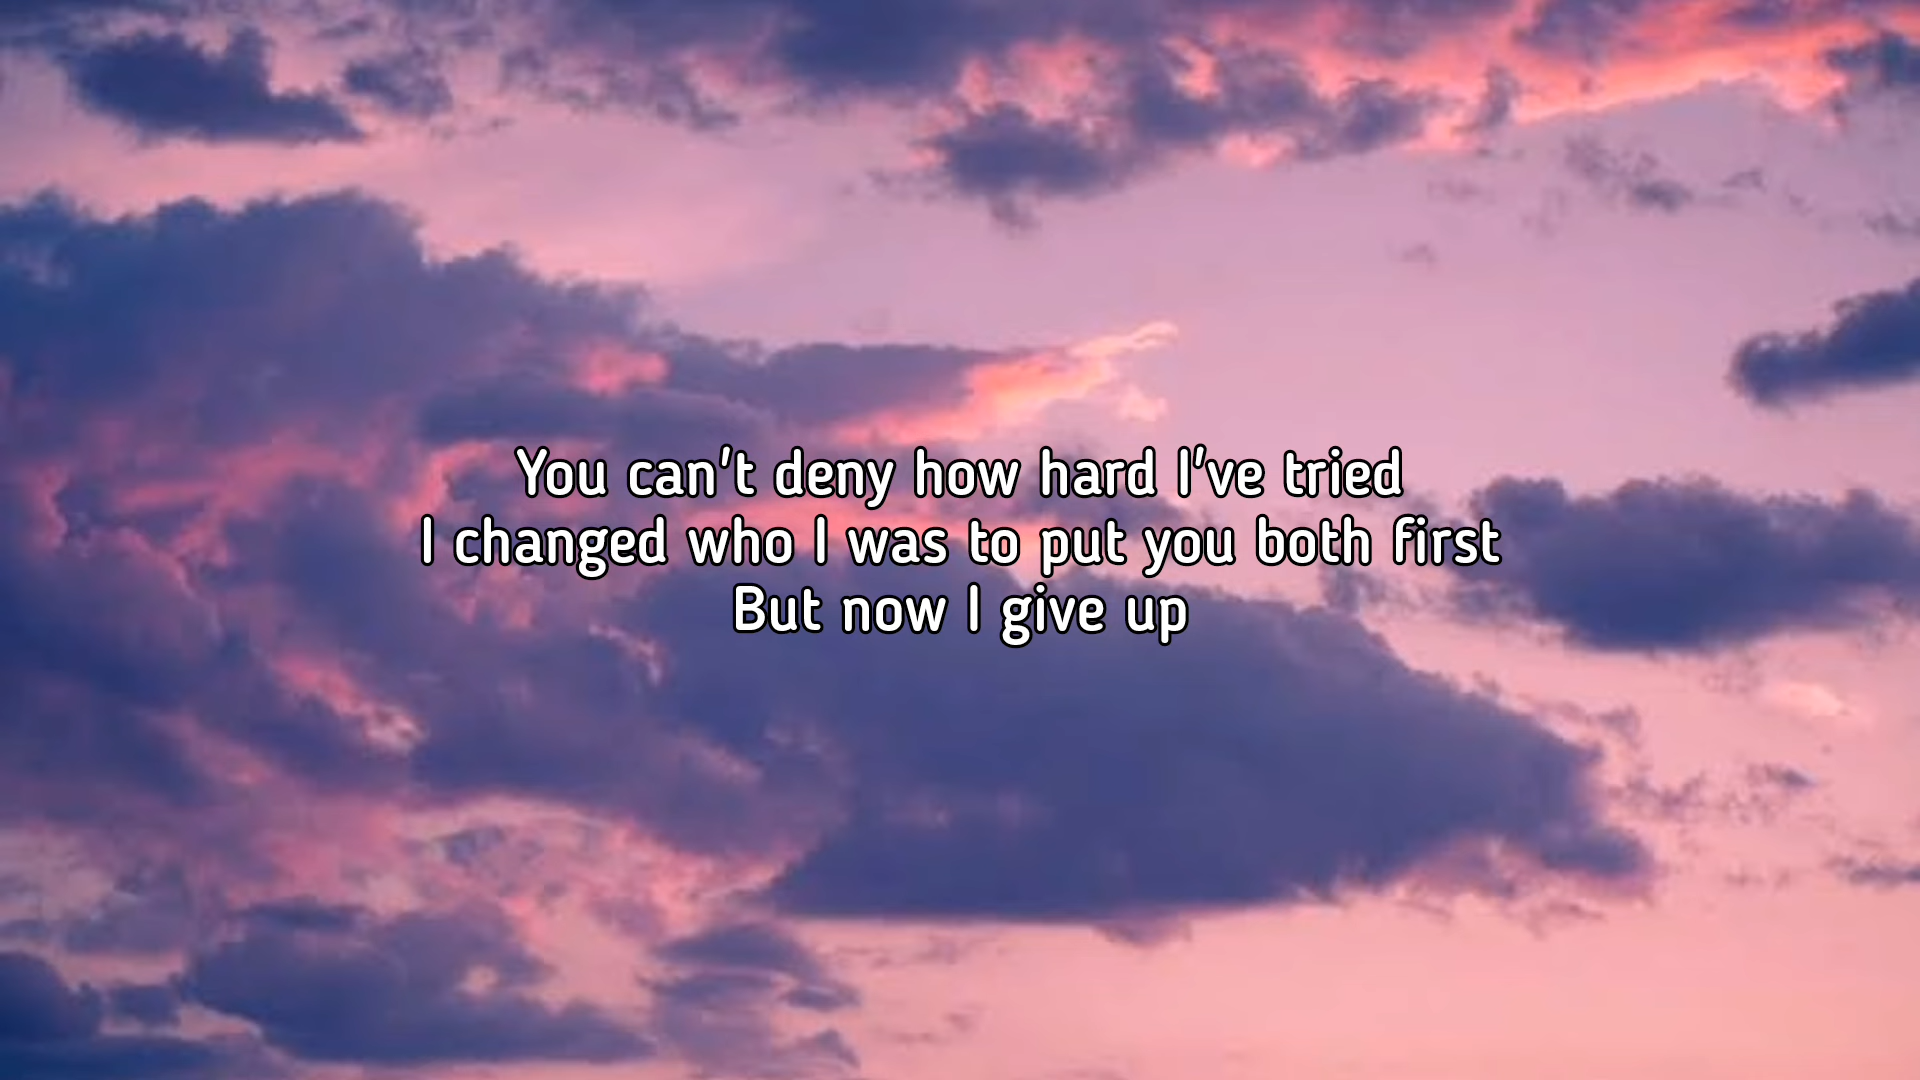 You can't deny how hard I've tried
I changed who I was to put you both first
But now I give up